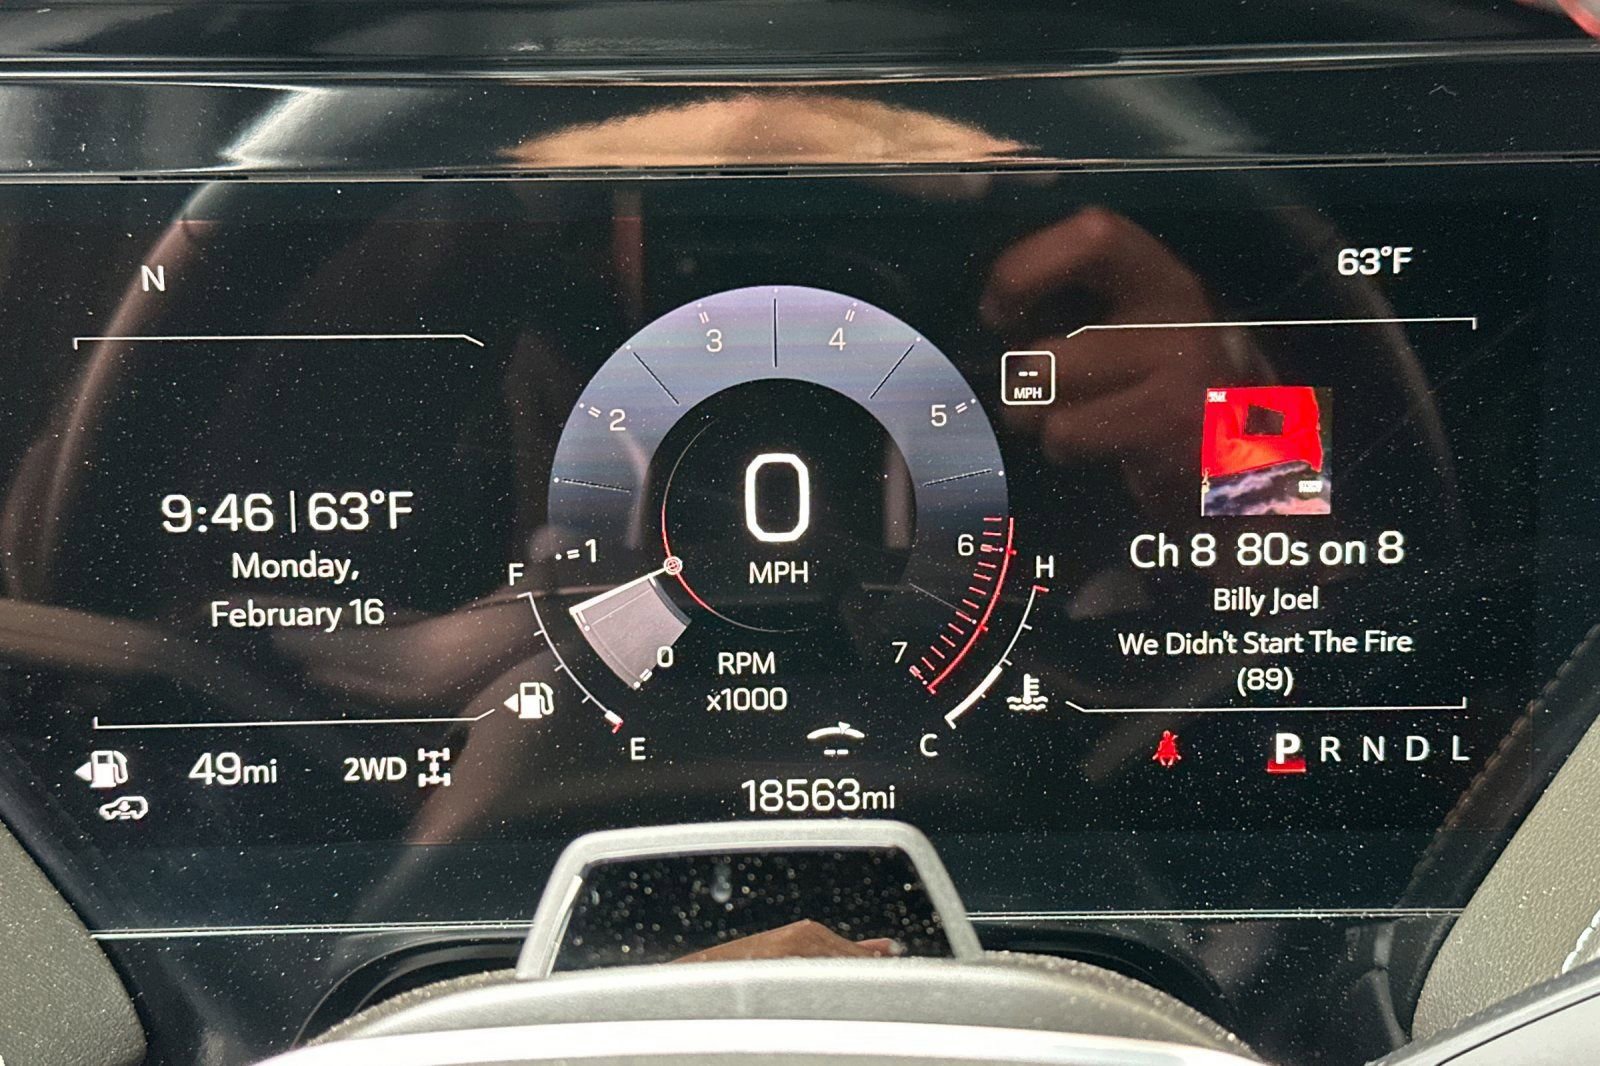 N
63°F
3
4
2
5
--
MPH
9:46 | 63°F
Monday,
February 16
0
MPH
Ch 8 80s on 8
Billy Joel
We Didn't Start The Fire
(89)
1
6
F
H
0
7
RPM
x1000
E
C
--
49mi
2WD
P R N D L
18563mi